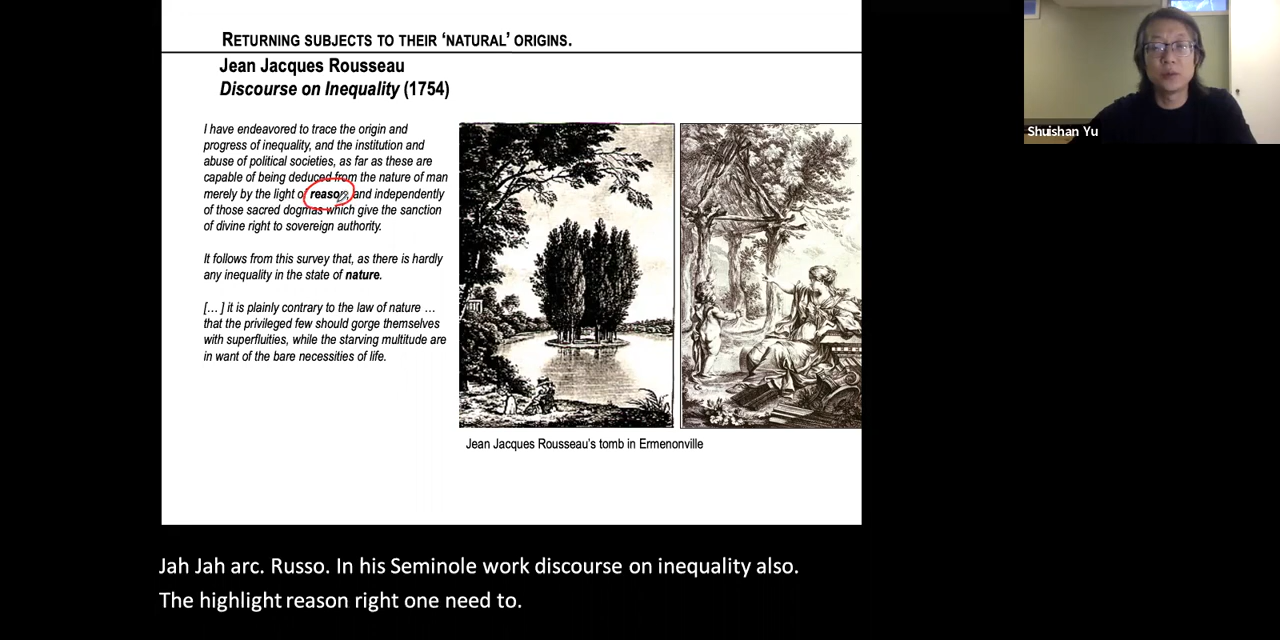 RETURNING SUBJECTS TO THEIR ‘NATURAL’ ORIGINS.
Jean Jacques Rousseau
Discourse on Inequality (1754)
I have endeavored to trace the origin and
progress of inequality, and the institution and
abuse of political societies, as far as these are
capable of being deduced from the nature of man
merely by the light of reason, and independently
of those sacred dogmas which give the sanction
of divine right to sovereign authority.
It follows from this survey that, as there is hardly
any inequality in the state of nature.
[... ] it is plainly contrary to the law of nature ...
that the privileged few should gorge themselves
with superfluities, while the starving multitude are
in want of the bare necessities of life.
Jean Jacques Rousseau's tomb in Ermenonville
Shuishan Yu
Jah Jah arc. Russo. In his Seminole work discourse on inequality also.
The highlight reason right one need to.